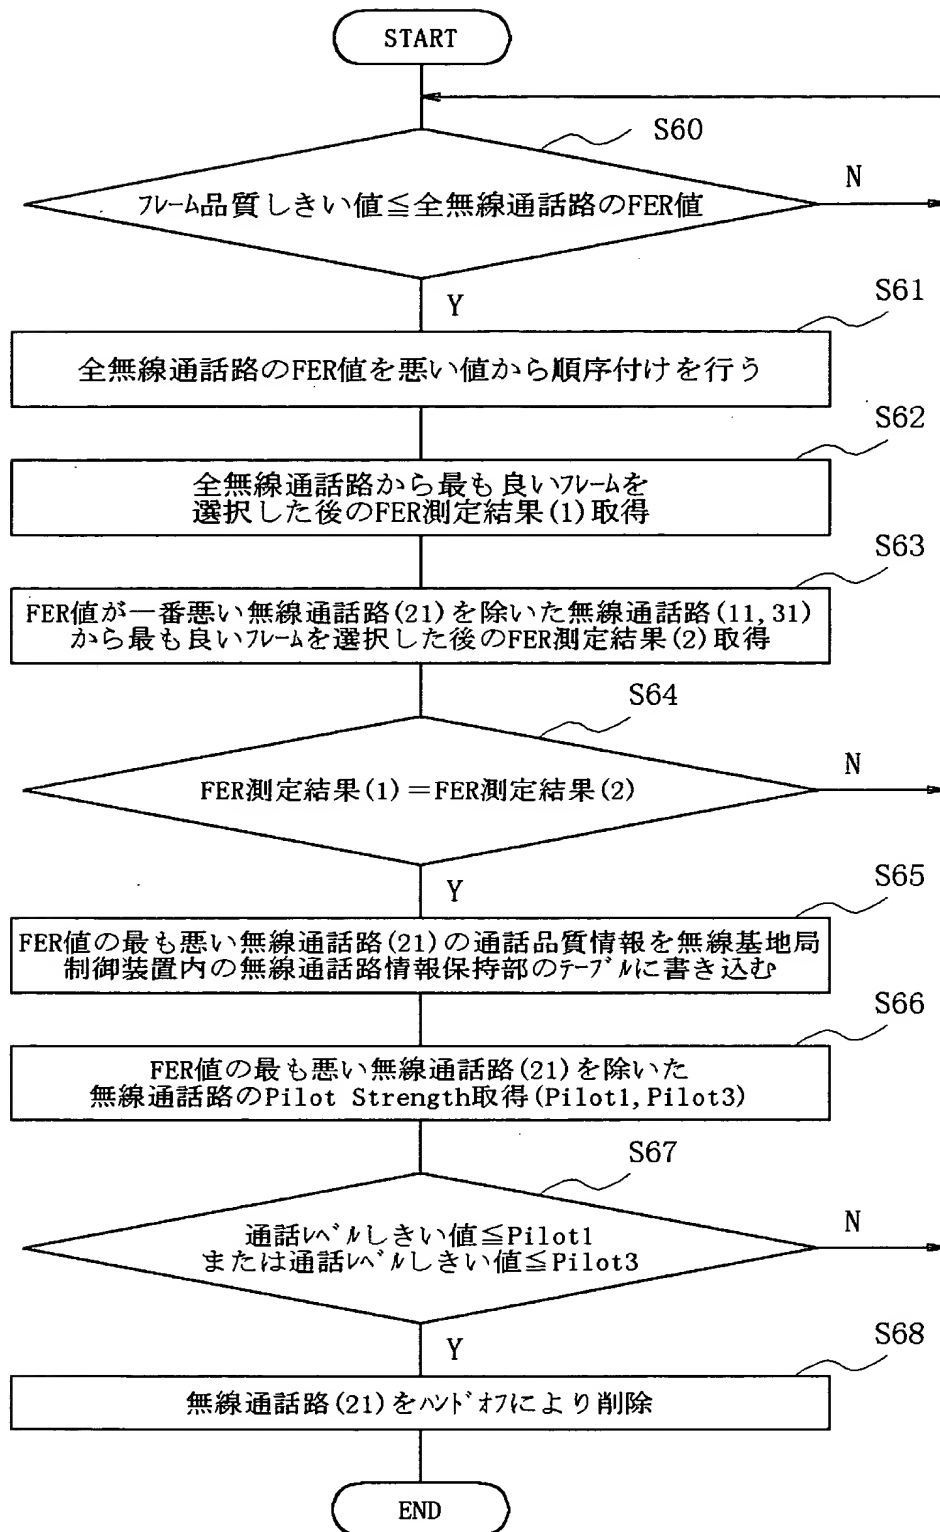 START
S60
フレーム品質しきい値≦全無線通話路のFER値
N
Y
S61
全無線通話路のFER値を悪い値から順序付けを行う
S62
全無線通話路から最も良いフレームを
選択した後のFER測定結果(1)取得
S63
FER値が一番悪い無線通話路(21)を除いた無線通話路(11,31)
から最も良いフレームを選択した後のFER測定結果(2)取得
S64
FER測定結果(1)=FER測定結果(2)
N
Y
S65
FER値の最も悪い無線通話路(21)の通話品質情報を無線基地局
制御装置内の無線通話路情報保持部のテーブルに書き込む
S66
FER値の最も悪い無線通話路(21)を除いた
無線通話路のPilot Strength取得(Pilot1,Pilot3)
S67
通話レベルしきい値≦Pilot1
または通話レベルしきい値≦Pilot3
N
Y
S68
無線通話路(21)をハンドオフにより削除
END